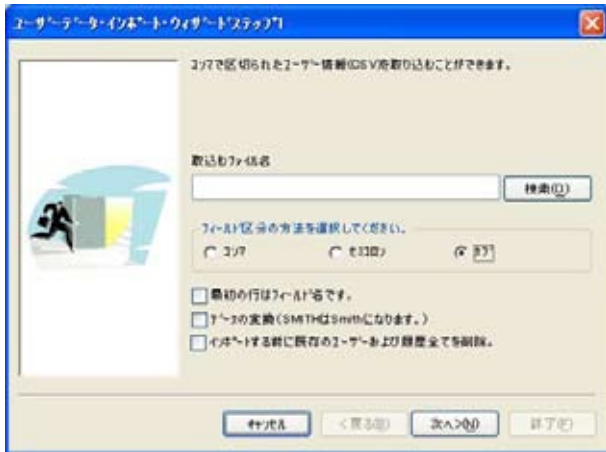 ユーザーデータ・インポート・ウィザード ステップ1
コンマで区切られたユーザー情報(CSV)を取り込むことができます。
取込むファイル名
検索(D)
フィールド区分の方法を選択してください。
コンマ
セミコロン
タブ
最初の行はフィールド名です。
データの変換(SMITHはSmithになります。)
インポートする前に既存のユーザーおよび履歴全てを削除。
キャンセル
<戻る(B)
次へ>(N)
終了(F)